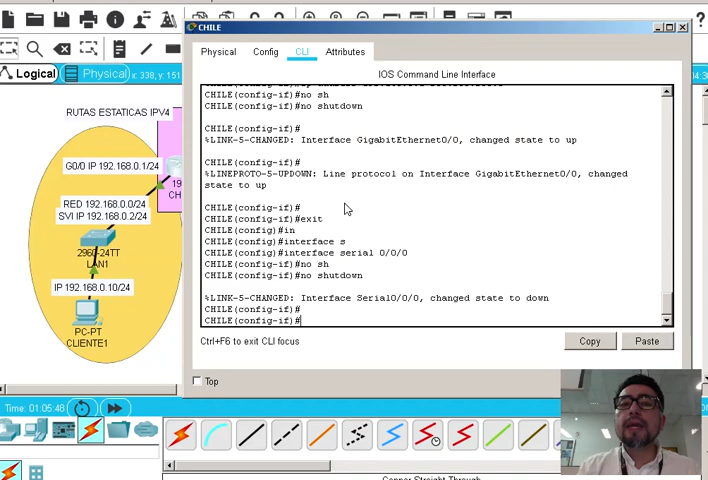 CHILE
Physical
Config
CLI
Attributes
Logical
Physical
x: 338, y: 151
IOS Command Line Interface
CHILE(config-if)#no sh
CHILE(config-if)#no shutdown
CHILE(config-if)#
%LINK-5-CHANGED: Interface GigabitEthernet0/0, changed state to up
CHILE(config-if)#
%LINEPROTO-5-UPDOWN: Line protocol on Interface GigabitEthernet0/0, changed
state to up
CHILE(config-if)#
CHILE(config-if)#exit
CHILE(config)#in
CHILE(config)#interface s
CHILE(config)#interface serial 0/0/0
CHILE(config-if)#no sh
CHILE(config-if)#no shutdown
%LINK-5-CHANGED: Interface Serial0/0/0, changed state to down
CHILE(config-if)#
CHILE(config-if)#
Ctrl+F6 to exit CLI focus
Copy
Paste
Top
RUTAS ESTATICAS IPV4
G0/0 IP 192.168.0.1/24
19
CH
RED 192.168.0.0/24
SVI IP 192.168.0.2/24
2960-24TT
LAN1
IP 192.168.0.10/24
PC-PT
CLIENTE1
Time: 01:05:48
Copper Straight-Through